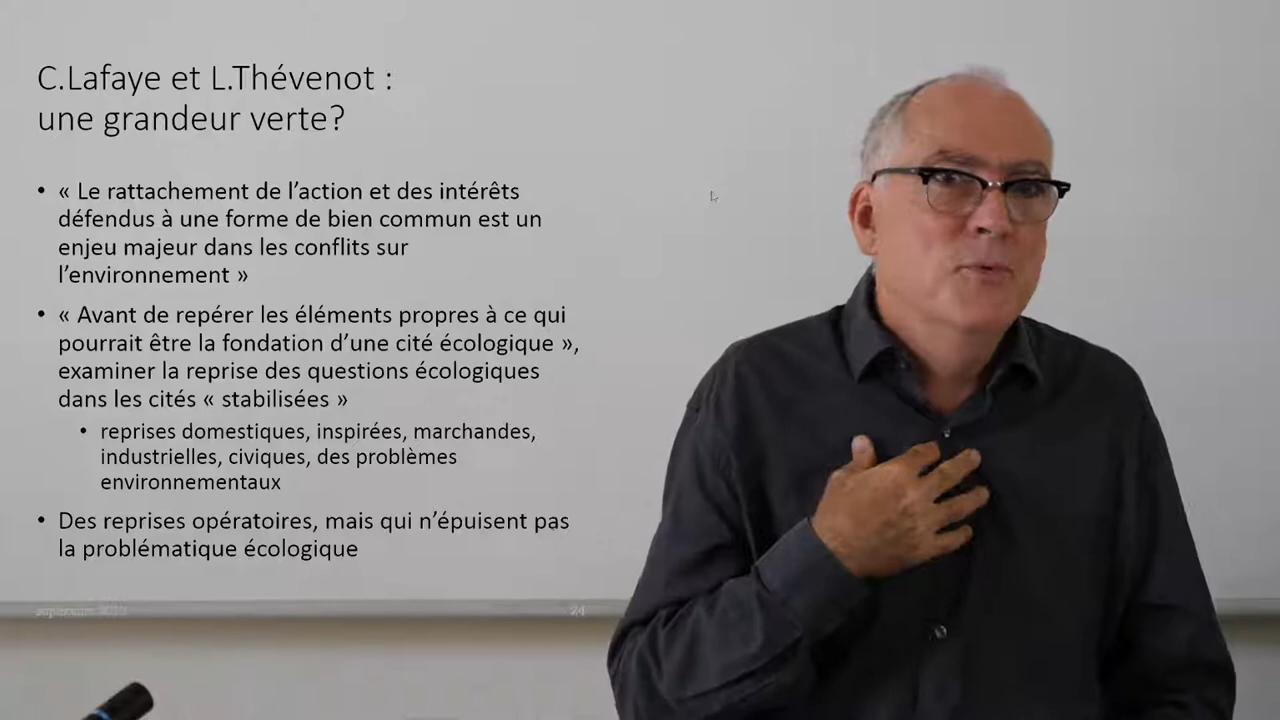 C.Lafaye et L.Thévenot :
une grandeur verte?
• « Le rattachement de l’action et des intérêts
défendus à une forme de bien commun est un
enjeu majeur dans les conflits sur
l’environnement »
• « Avant de repérer les éléments propres à ce qui
pourrait être la fondation d’une cité écologique »,
examiner la reprise des questions écologiques
dans les cités « stabilisées »
• reprises domestiques, inspirées, marchandes,
industrielles, civiques, des problèmes
environnementaux
• Des reprises opératoires, mais qui n’épuisent pas
la problématique écologique
24